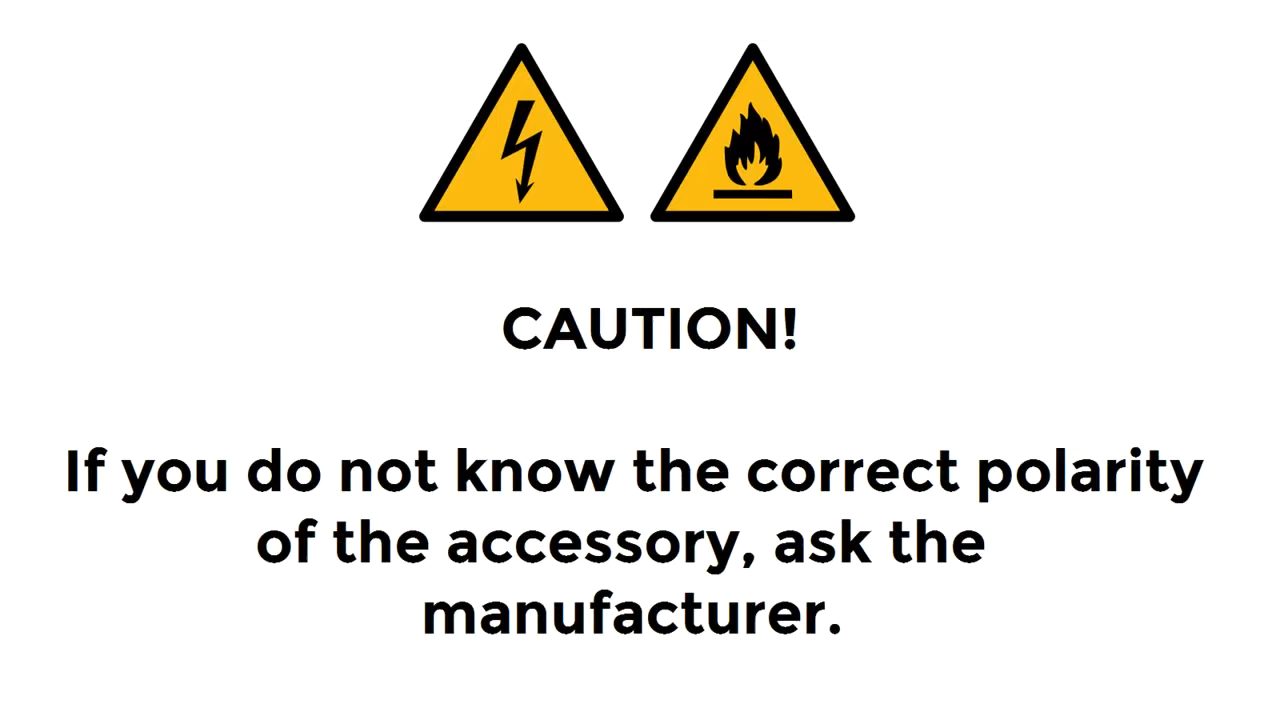 CAUTION!
If you do not know the correct polarity
of the accessory, ask the
manufacturer.